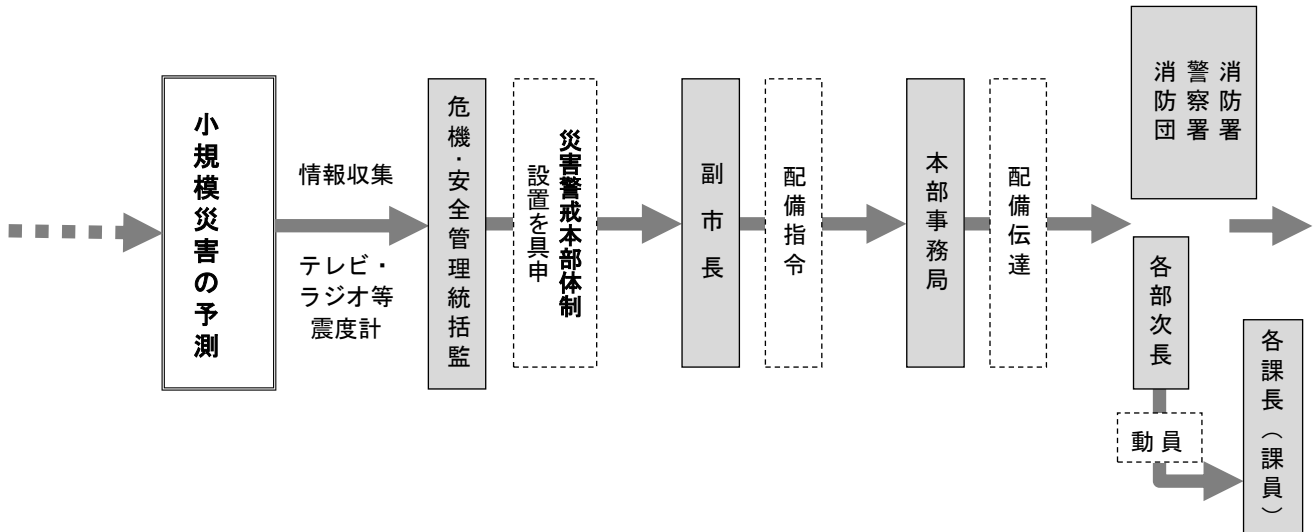 小規模災害の予測
情報収集
テレビ・
ラジオ等
震度計
危機・安全管理統括監
災害警戒本部体制
設置を具申
副市長
配備指令
本部事務局
配備伝達
消防署
警察署
消防団
各部次長
動員
各課長（課員）